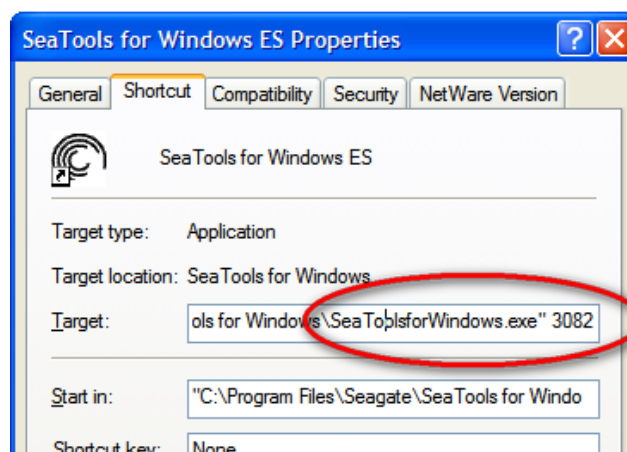 SeaTools for Windows ES Properties
General Shortcut Compatibility Security NetWare Version
SeaTools for Windows ES
Target type: Application
Target location: SeaTools for Windows
Target: ols for Windows\SeaToolsforWindows.exe" 3082
Start in: "C:\Program Files\Seagate\SeaTools for Windo
Shortcut key: None